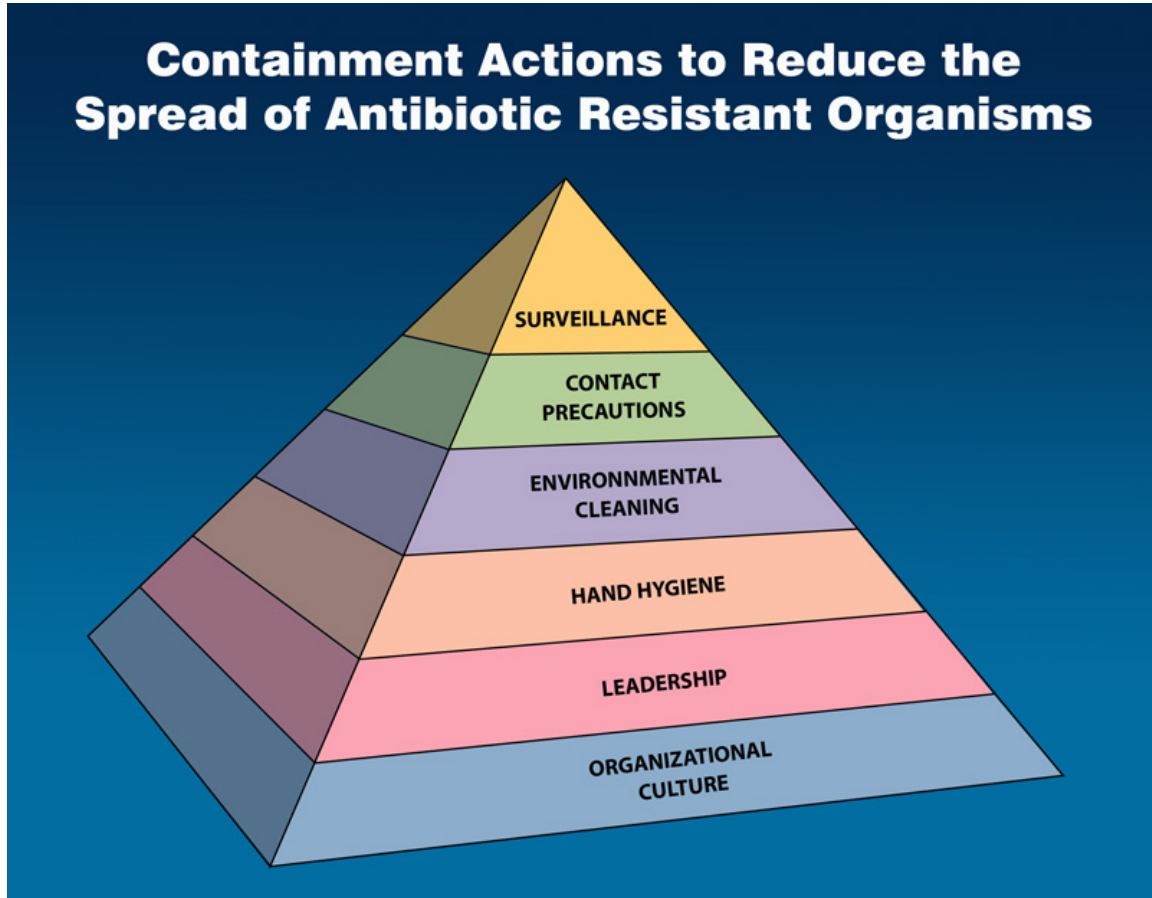 Containment Actions to Reduce the
Spread of Antibiotic Resistant Organisms
SURVEILLANCE
CONTACT
PRECAUTIONS
ENVIRONNMENTAL
CLEANING
HAND HYGIENE
LEADERSHIP
ORGANIZATIONAL
CULTURE